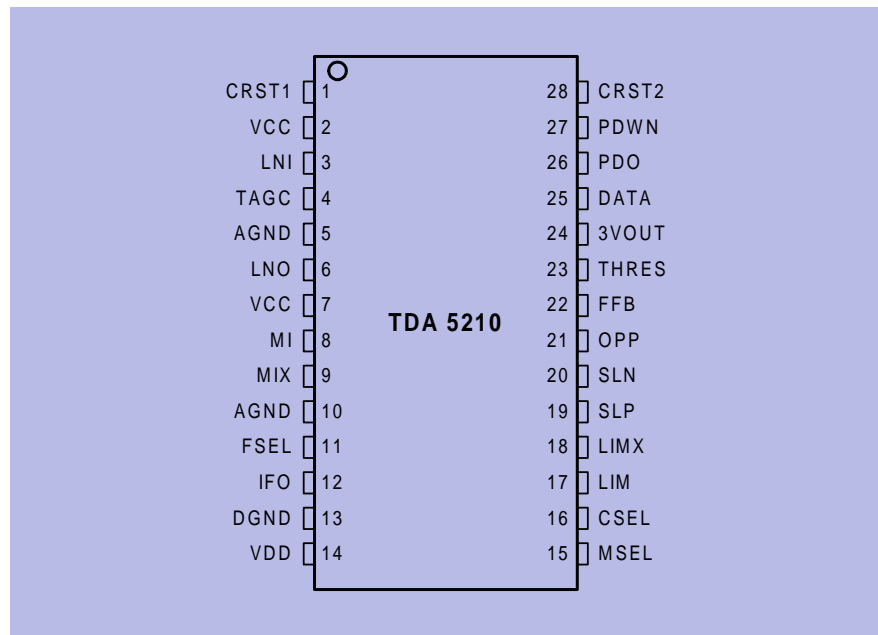 CRST1 1 28 CRST2
VCC 2 27 PDWN
LNI 3 26 PDO
TAGC 4 25 DATA
AGND 5 24 3VOUT
LNO 6 23 THRES
VCC 7 22 FFB
TDA 5210
MI 8 21 OPP
MIX 9 20 SLN
AGND 10 19 SLP
FSEL 11 18 LIMX
IFO 12 17 LIM
DGND 13 16 CSEL
VDD 14 15 MSEL